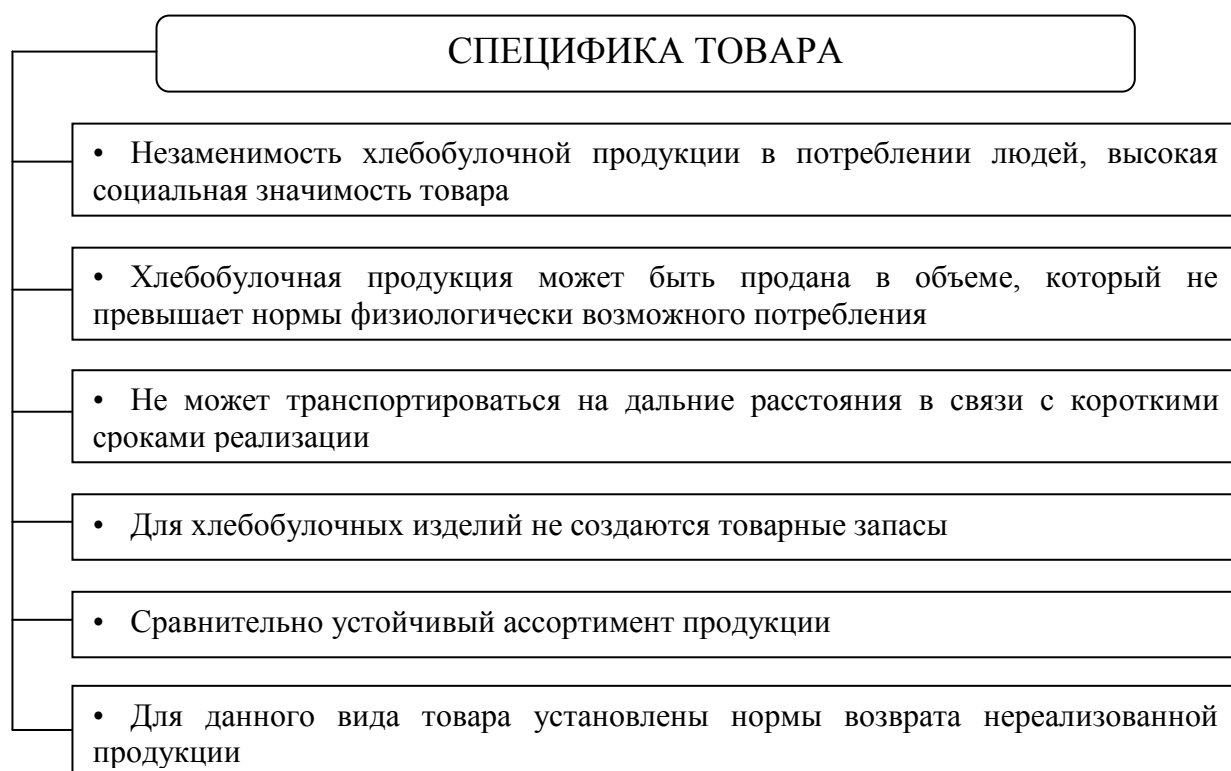 СПЕЦИФИКА ТОВАРА
• Незаменимость хлебобулочной продукции в потреблении людей, высокая
социальная значимость товара
• Хлебобулочная продукция может быть продана в объеме, который не
превышает нормы физиологически возможного потребления
• Не может транспортироваться на дальние расстояния в связи с короткими
сроками реализации
• Для хлебобулочных изделий не создаются товарные запасы
• Сравнительно устойчивый ассортимент продукции
• Для данного вида товара установлены нормы возврата нереализованной
продукции